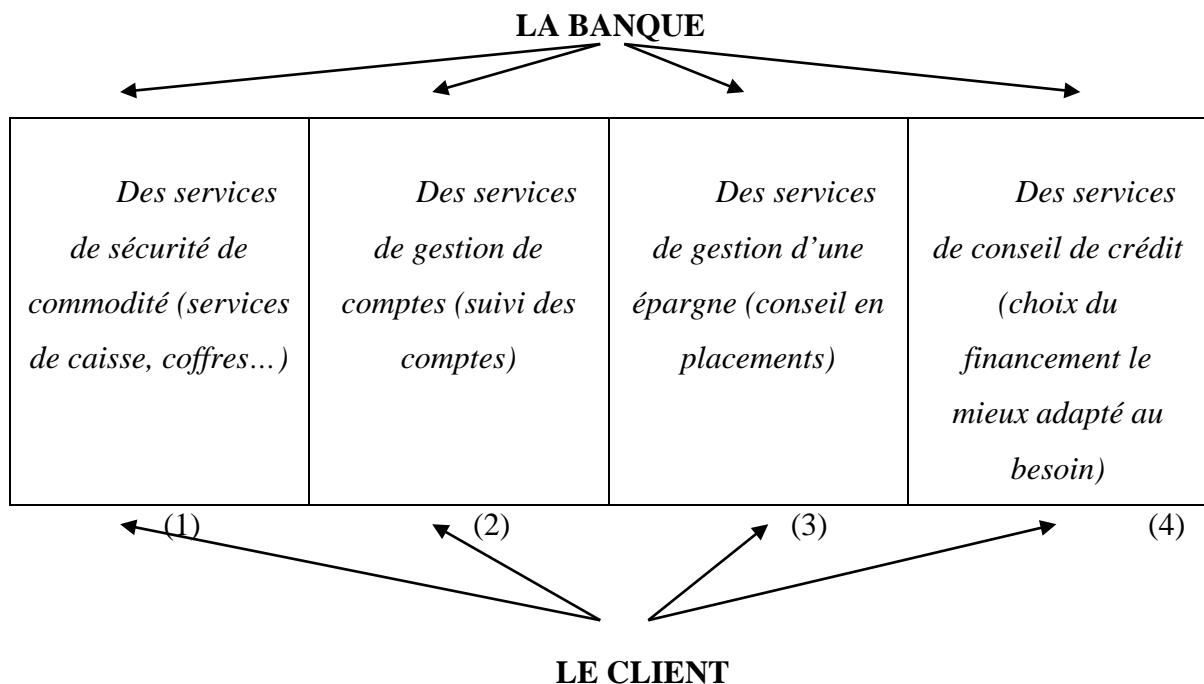 LA BANQUE
Des services
de sécurité de
commodité (services
de caisse, coffres…)
Des services
de gestion de
comptes (suivi des
comptes)
Des services
de gestion d’une
épargne (conseil en
placements)
Des services
de conseil de crédit
(choix du
financement le
mieux adapté au
besoin)
(1)
(2)
(3)
(4)
LE CLIENT